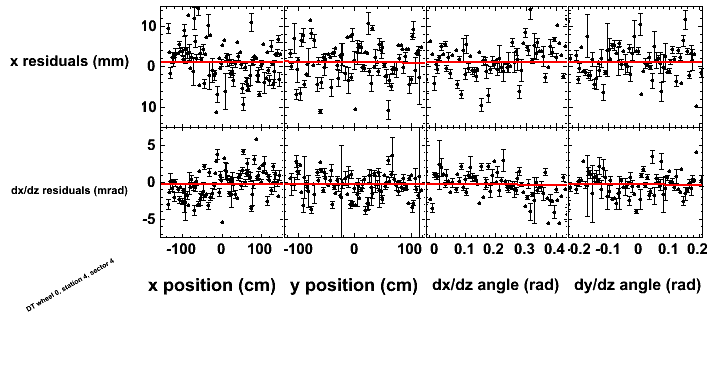 10
x residuals (mm)
0
10
5
dx/dz residuals (mrad)
0
-5
-100 0 100 -100 0 100 0 0.1 0.2 0.3 0.4 -0.2 -0.1 0 0.1 0.2
x position (cm) y position (cm) dx/dz angle (rad) dy/dz angle (rad)
DT wheel 0, station 4, sector 4